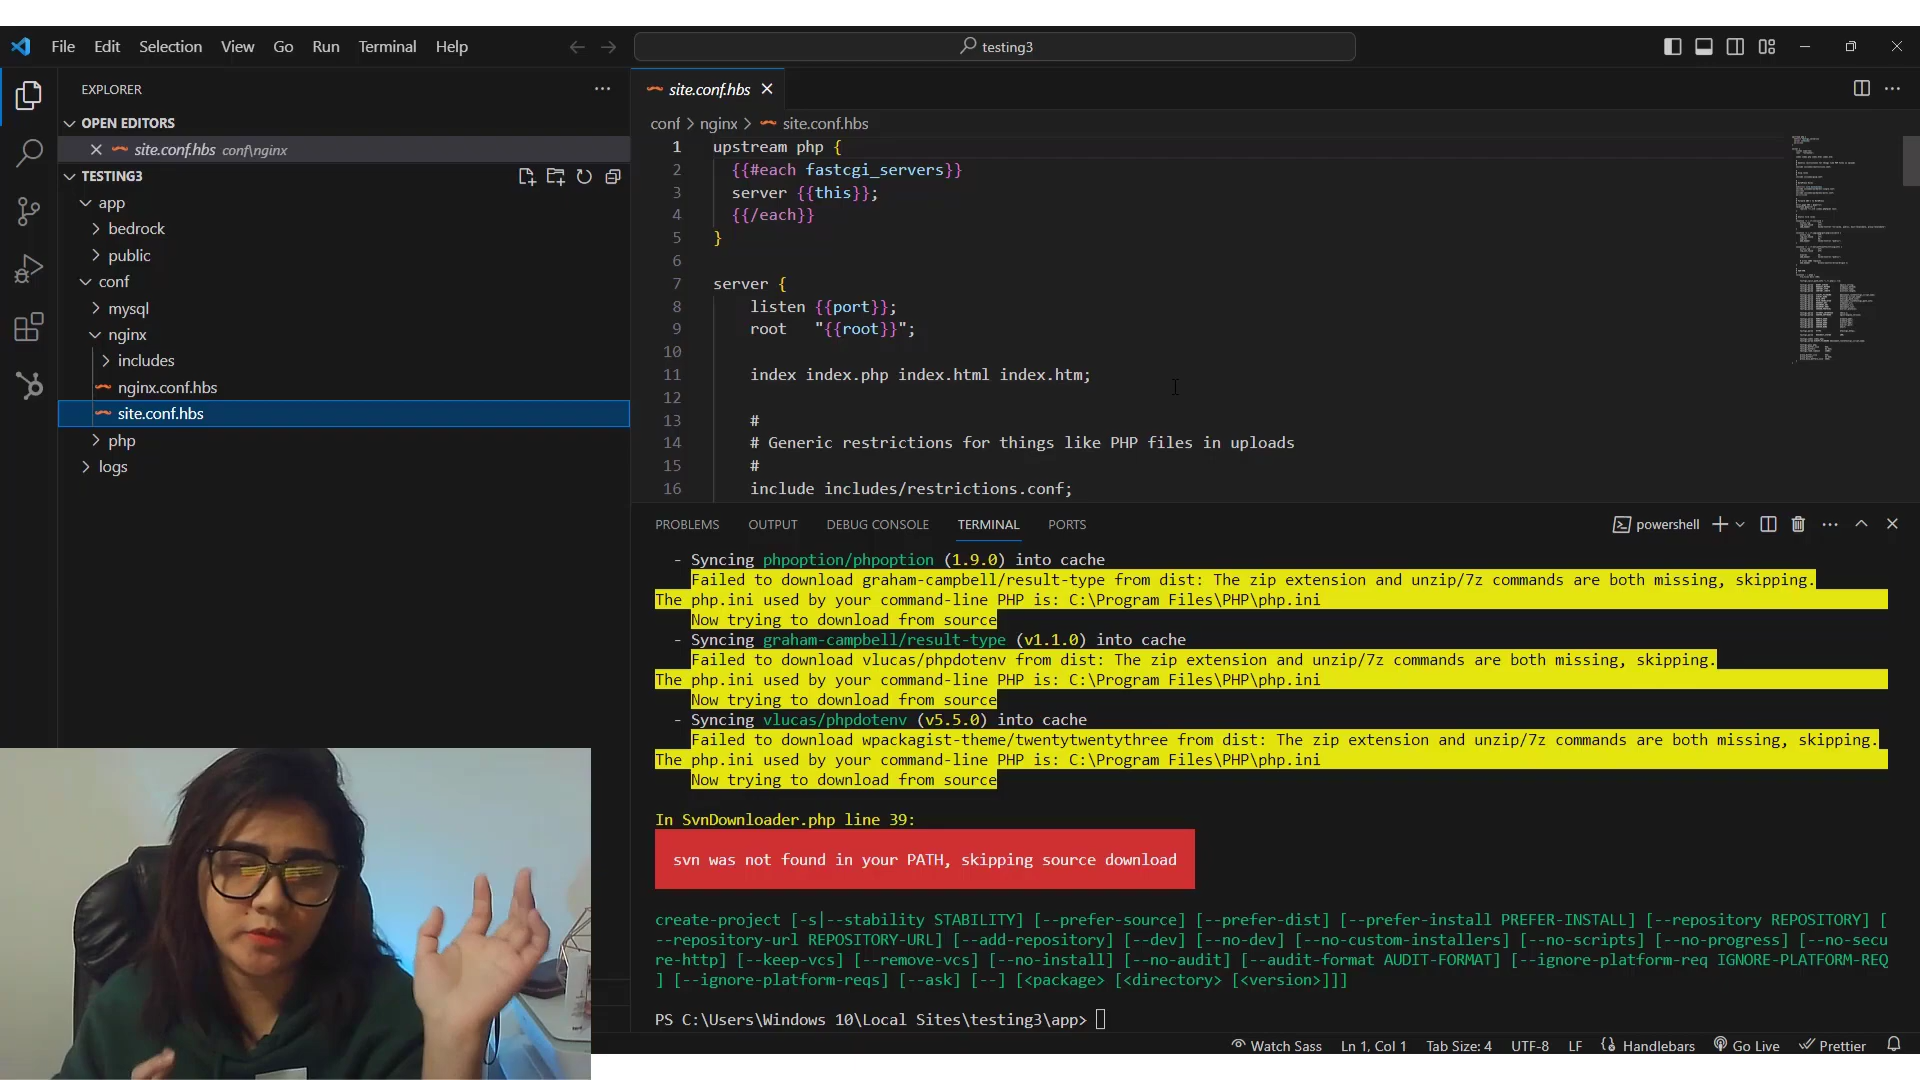 File Edit Selection View Go Run Terminal Help
testing3
EXPLORER
OPEN EDITORS
site.conf.hbs conf\nginx
TESTING3
app
bedrock
public
conf
mysql
nginx
includes
nginx.conf.hbs
site.conf.hbs
php
logs
site.conf.hbs
conf > nginx > site.conf.hbs
1 upstream php {
2 {{#each fastcgi_servers}}
3 server {{this}};
4 {{/each}}
5 }
6
7 server {
8 listen {{port}};
9 root "{{root}}";
10
11 index index.php index.html index.htm;
12
13 #
14 # Generic restrictions for things like PHP files in uploads
15 #
16 include includes/restrictions.conf;
PROBLEMS OUTPUT DEBUG CONSOLE TERMINAL PORTS
powershell
- Syncing phpoption/phpoption (1.9.0) into cache
Failed to download graham-campbell/result-type from dist: The zip extension and unzip/7z commands are both missing, skipping.
The php.ini used by your command-line PHP is: C:\Program Files\PHP\php.ini
Now trying to download from source
- Syncing graham-campbell/result-type (v1.1.0) into cache
Failed to download vlucas/phpdotenv from dist: The zip extension and unzip/7z commands are both missing, skipping.
The php.ini used by your command-line PHP is: C:\Program Files\PHP\php.ini
Now trying to download from source
- Syncing vlucas/phpdotenv (v5.5.0) into cache
Failed to download wpackagist-theme/twentytwentythree from dist: The zip extension and unzip/7z commands are both missing, skipping.
The php.ini used by your command-line PHP is: C:\Program Files\PHP\php.ini
Now trying to download from source
In SvnDownloader.php line 39:
svn was not found in your PATH, skipping source download
create-project [-s|--stability STABILITY] [--prefer-source] [--prefer-dist] [--prefer-install PREFER-INSTALL] [--repository REPOSITORY] [
--repository-url REPOSITORY-URL] [--add-repository] [--dev] [--no-dev] [--no-custom-installers] [--no-scripts] [--no-progress] [--no-secu
re-http] [--keep-vcs] [--remove-vcs] [--no-install] [--no-audit] [--audit-format AUDIT-FORMAT] [--ignore-platform-req IGNORE-PLATFORM-REQ
] [--ignore-platform-reqs] [--ask] [--] [<package> [<directory> [<version>]]]
PS C:\Users\Windows 10\Local Sites\testing3\app>
Watch Sass Ln 1, Col 1 Tab Size: 4 UTF-8 LF Handlebars Go Live Prettier